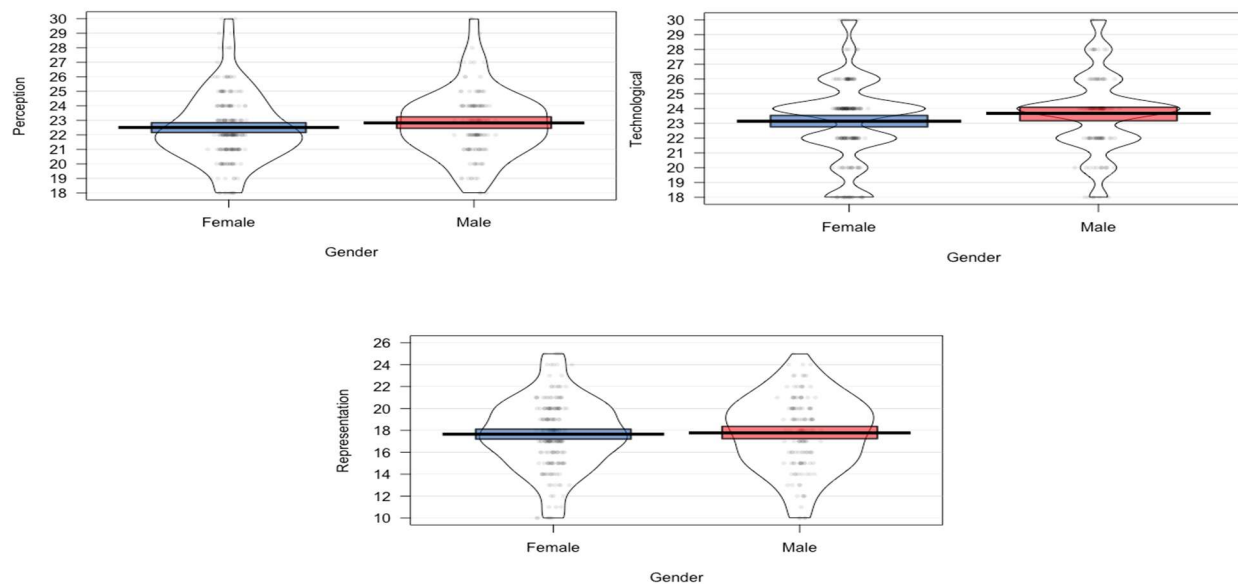 Perception
30
29
28
27
26
25
24
23
22
21
20
19
18
Female
Male
Gender
Technological
30
29
28
27
26
25
24
23
22
21
20
19
18
Female
Male
Gender
Representation
26
24
22
20
18
16
14
12
10
Female
Male
Gender